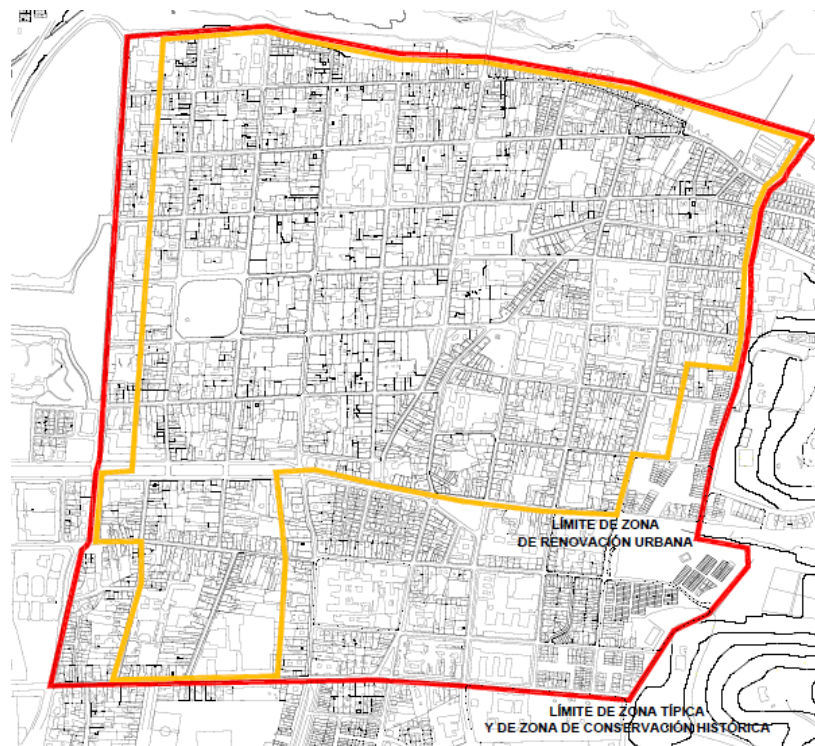 LÍMITE DE ZONA
DE RENOVACIÓN URBANA
LÍMITE DE ZONA TÍPICA
Y DE ZONA DE CONSERVACIÓN HISTÓRICA